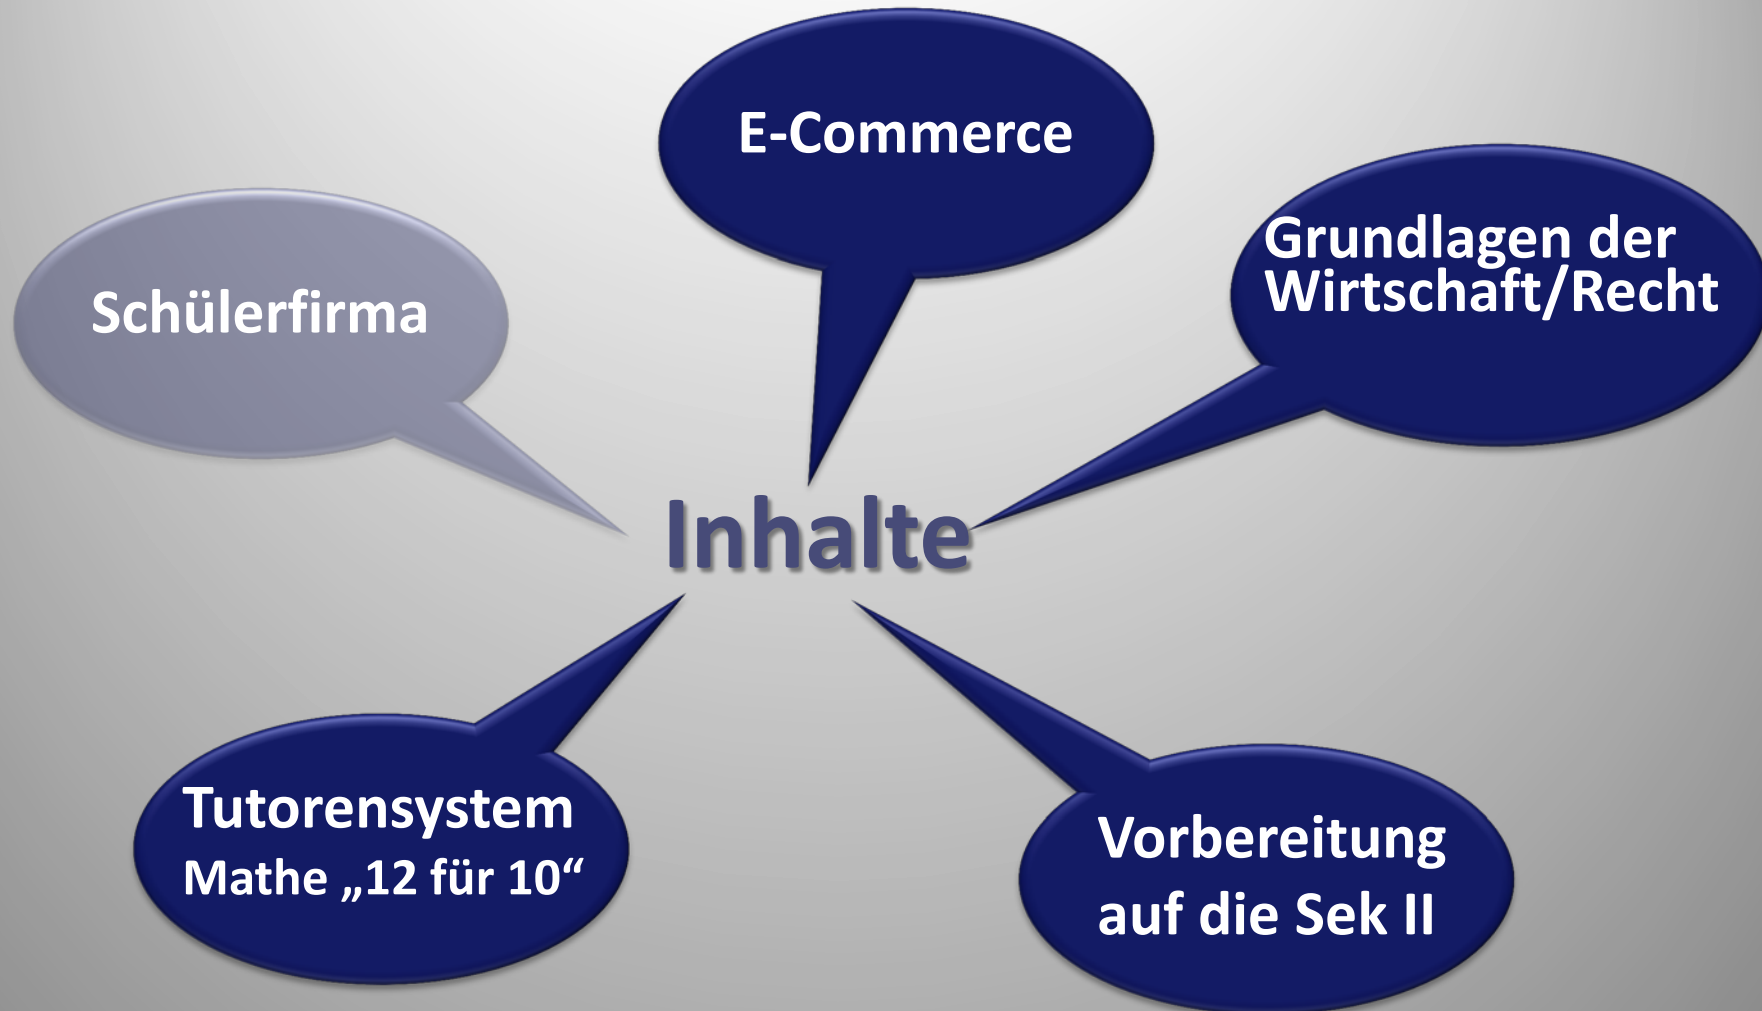 E-Commerce
Grundlagen der
Wirtschaft/Recht
Schülerfirma
Inhalte
Tutorensystem
Mathe „12 für 10“
Vorbereitung
auf die Sek II